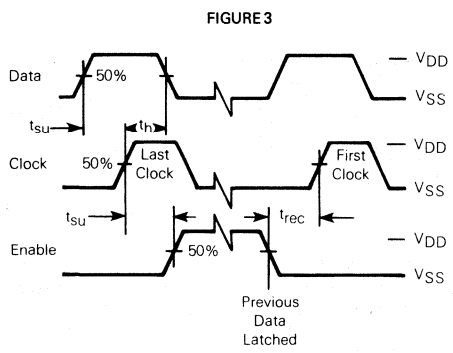 FIGURE 3
Data
50%
VDD
VSS
tsu
th
Clock
50%
Last
Clock
First
Clock
VDD
VSS
tsu
trec
Enable
50%
VDD
VSS
Previous
Data
Latched